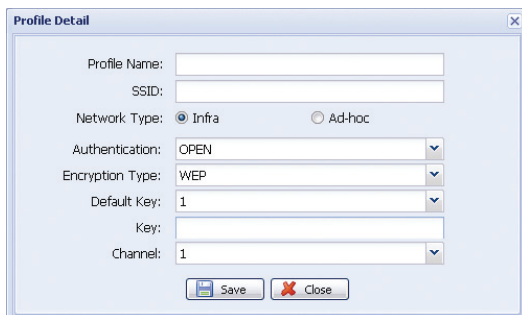 Profile Detail
Profile Name:
SSID:
Network Type: Infra Ad-hoc
Authentication: OPEN
Encryption Type: WEP
Default Key: 1
Key:
Channel: 1
Save Close